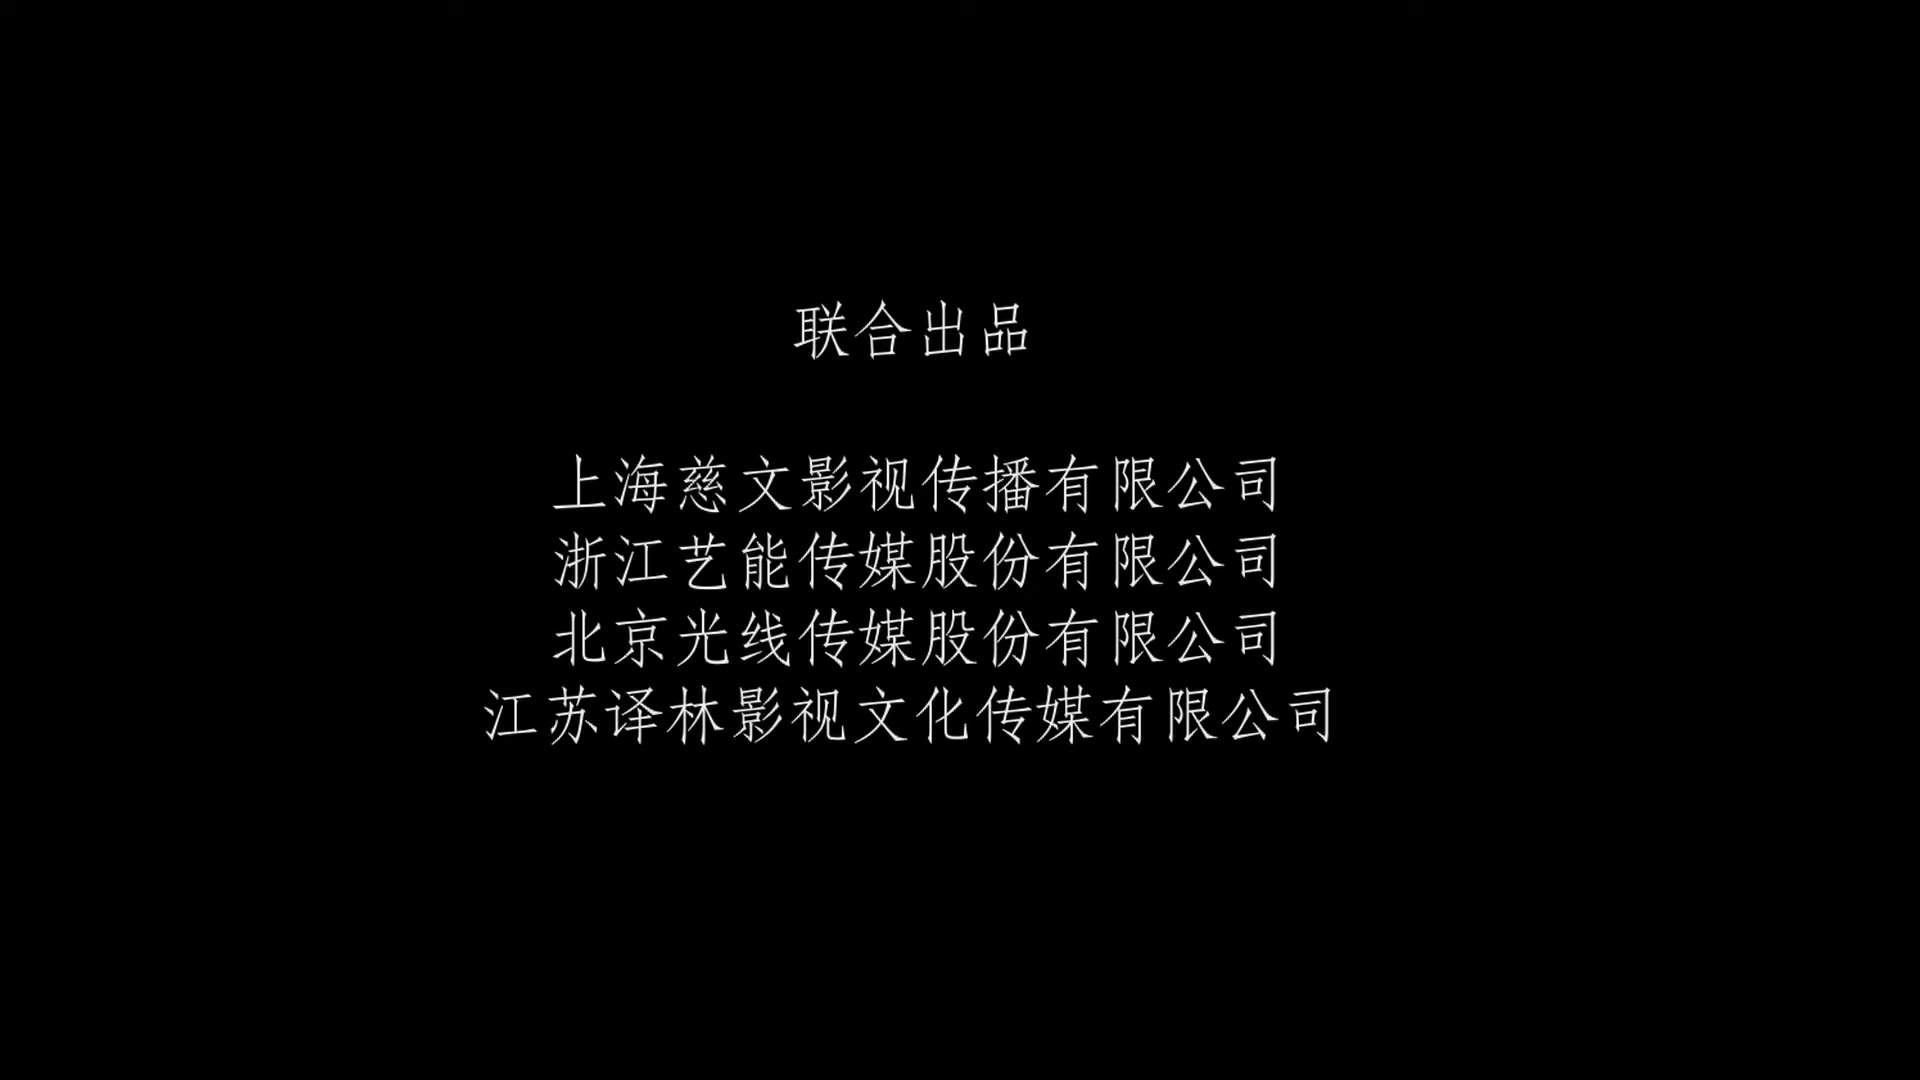 联合出品
上海慈文影视传播有限公司
浙江艺能传媒股份有限公司
北京光线传媒股份有限公司
江苏译林影视文化传媒有限公司